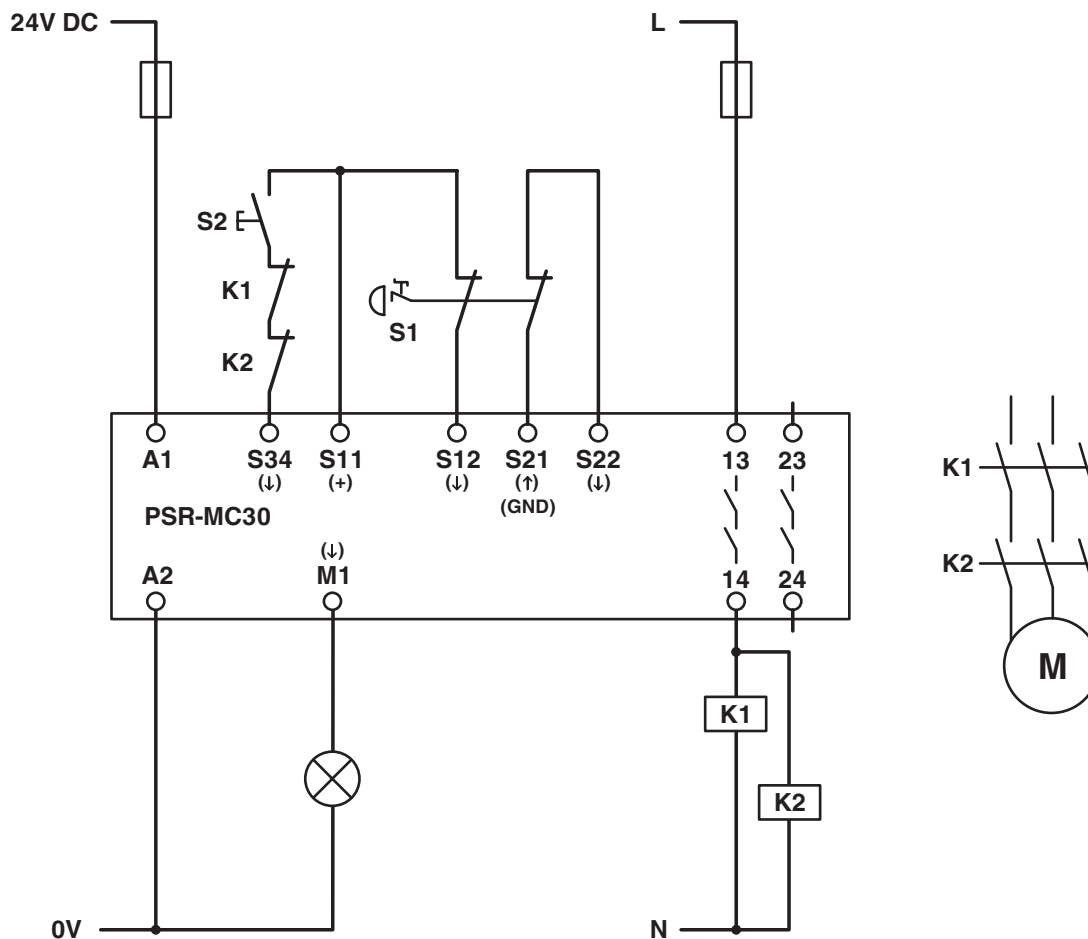 24V DC
L
S2
K1
K2
S1
A1
S34
S11
S12
S21
S22
13
23
(↓)
(+)
(↓)
(↑)
(↓)
(GND)
PSR-MC30
(↓)
A2
M1
14
24
K1
K2
0V
N
K1
K2
M